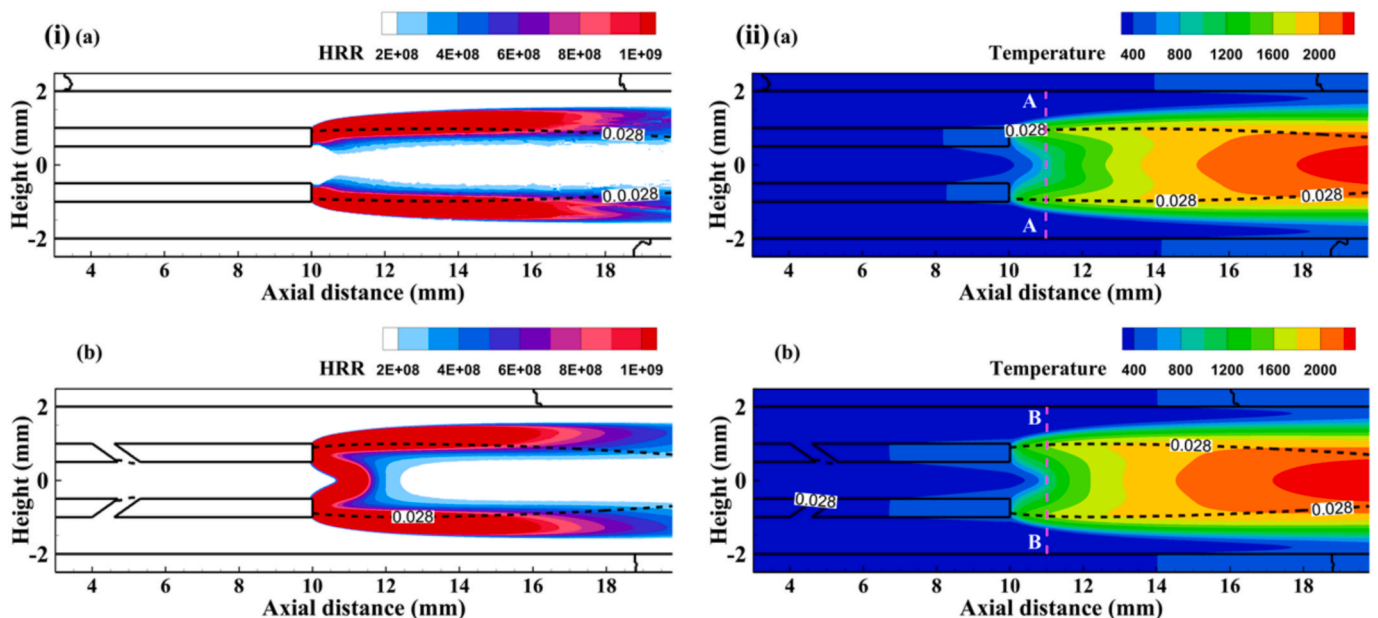 (i) (a)
HRR 2E+08 4E+08 6E+08 8E+08 1E+09
Height (mm)
2
0
-2
0.028
0.0.028
4 6 8 10 12 14 16 18
Axial distance (mm)
(ii) (a)
Temperature 400 800 1200 1600 2000
Height (mm)
2
0
-2
A
0.028
A
0.028
0.028
4 6 8 10 12 14 16 18
Axial distance (mm)
(b)
HRR 2E+08 4E+08 6E+08 8E+08 1E+09
Height (mm)
2
0
-2
0.028
4 6 8 10 12 14 16 18
Axial distance (mm)
(b)
Temperature 400 800 1200 1600 2000
Height (mm)
2
0
-2
B
0.028
0.028
B
0.028
4 6 8 10 12 14 16 18
Axial distance (mm)